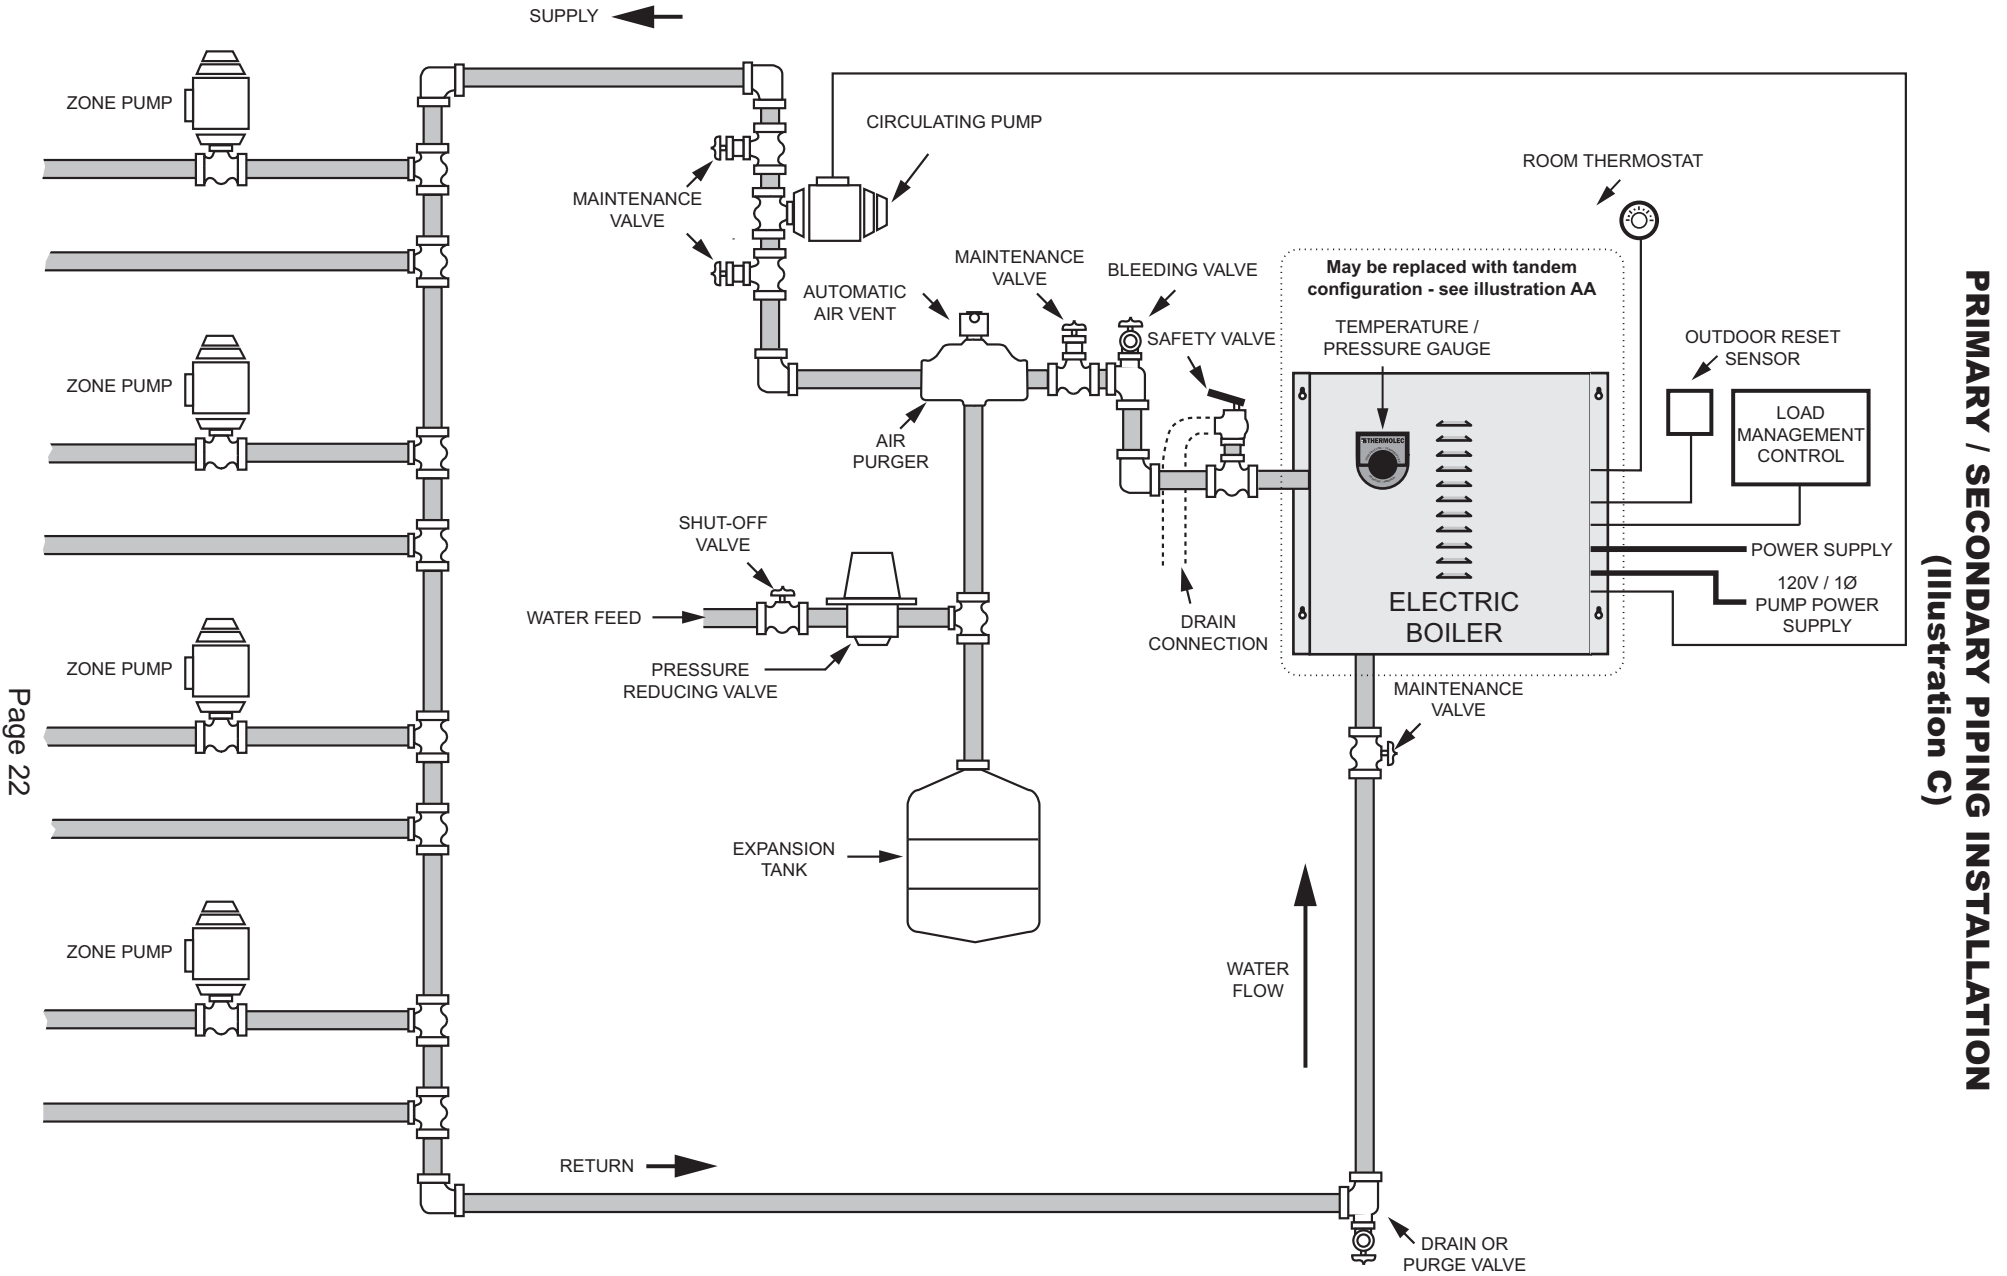 SUPPLY
ZONE PUMP
CIRCULATING PUMP
MAINTENANCE
VALVE
ROOM THERMOSTAT
MAINTENANCE
VALVE
BLEEDING VALVE
AUTOMATIC
AIR VENT
SAFETY VALVE
May be replaced with tandem
configuration - see illustration AA
TEMPERATURE /
PRESSURE GAUGE
OUTDOOR RESET
SENSOR
LOAD
MANAGEMENT
CONTROL
ZONE PUMP
AIR
PURGER
THERMOLEC
SHUT-OFF
VALVE
WATER FEED
PRESSURE
REDUCING VALVE
DRAIN
CONNECTION
ELECTRIC
BOILER
POWER SUPPLY
120V / 1Ø
PUMP POWER
SUPPLY
ZONE PUMP
MAINTENANCE
VALVE
EXPANSION
TANK
ZONE PUMP
WATER
FLOW
RETURN
DRAIN OR
PURGE VALVE
PRIMARY / SECONDARY PIPING INSTALLATION
(Illustration C)
Page 22